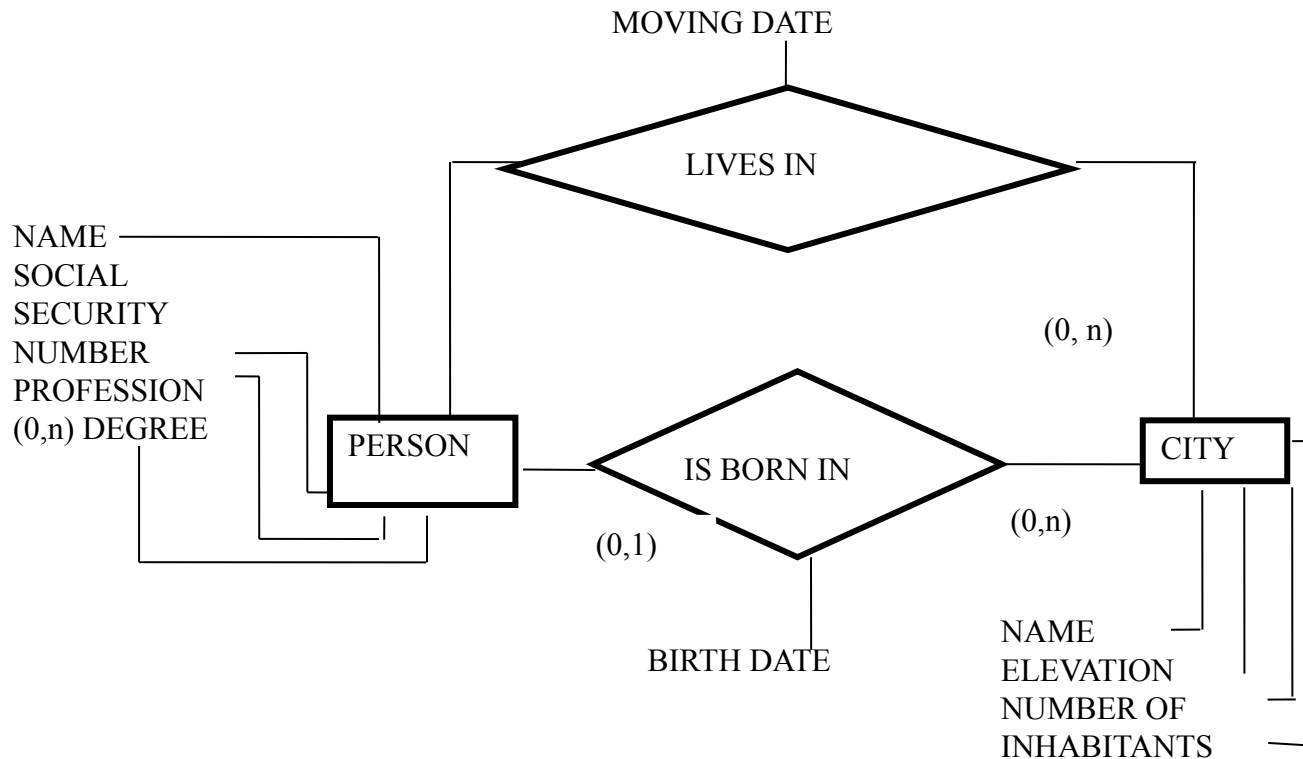 MOVING DATE
LIVES IN
NAME
SOCIAL
SECURITY
NUMBER
PROFESSION
(0,n) DEGREE
(0, n)
PERSON
IS BORN IN
CITY
(0,1)
(0,n)
BIRTH DATE
NAME
ELEVATION
NUMBER OF
INHABITANTS